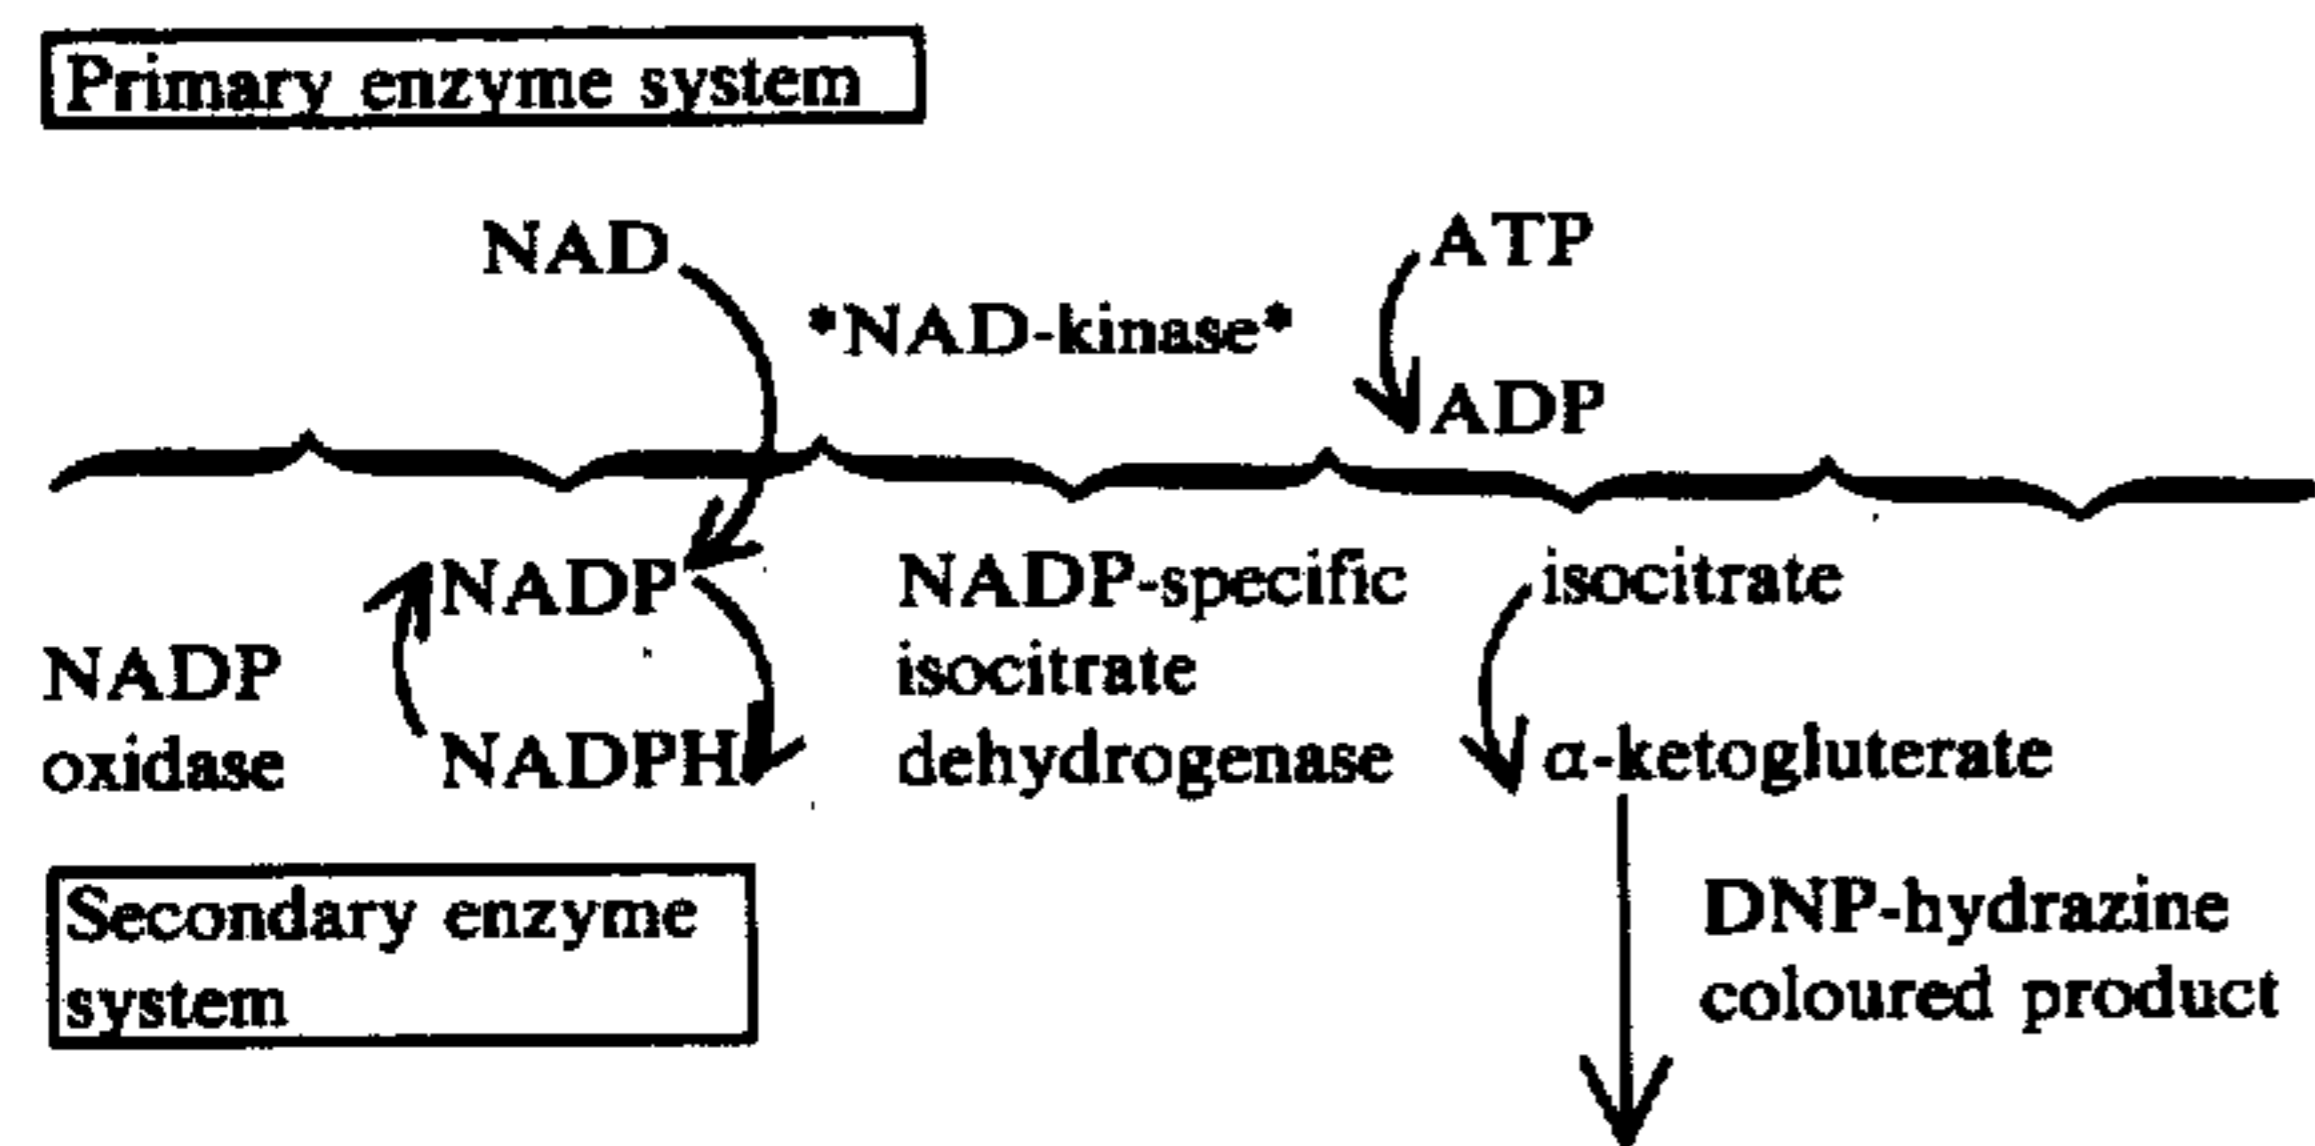 Primary enzyme system
NAD
ATP
*NAD-kinase*
ADP
NADP
NADP-specific
isocitrate
isocitrate
NADP
oxidase
NADPH
dehydrogenase
α-ketogluterate
Secondary enzyme
system
DNP-hydrazine
coloured product